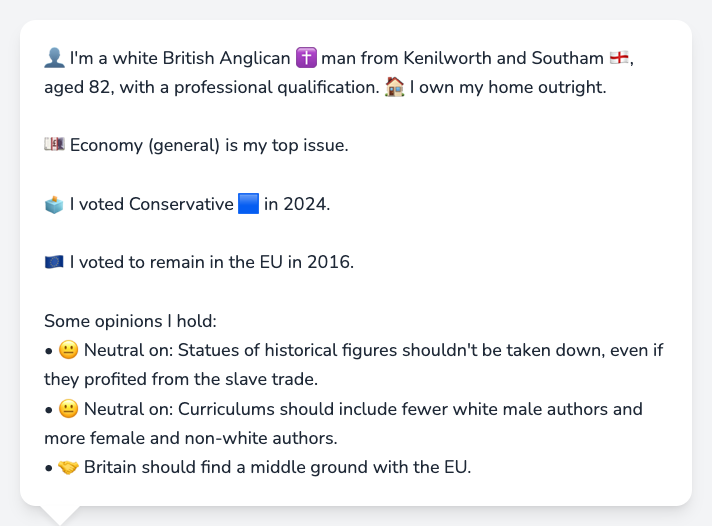 👤 I'm a white British Anglican ✝️ man from Kenilworth and Southam 🏴󠁧󠁢󠁥󠁮󠁧󠁿,
aged 82, with a professional qualification. 🏠 I own my home outright.
💷 Economy (general) is my top issue.
🗳️ I voted Conservative 🟦 in 2024.
🇪🇺 I voted to remain in the EU in 2016.
Some opinions I hold:
• 😐 Neutral on: Statues of historical figures shouldn't be taken down, even if
they profited from the slave trade.
• 😐 Neutral on: Curriculums should include fewer white male authors and
more female and non-white authors.
• 🤝 Britain should find a middle ground with the EU.